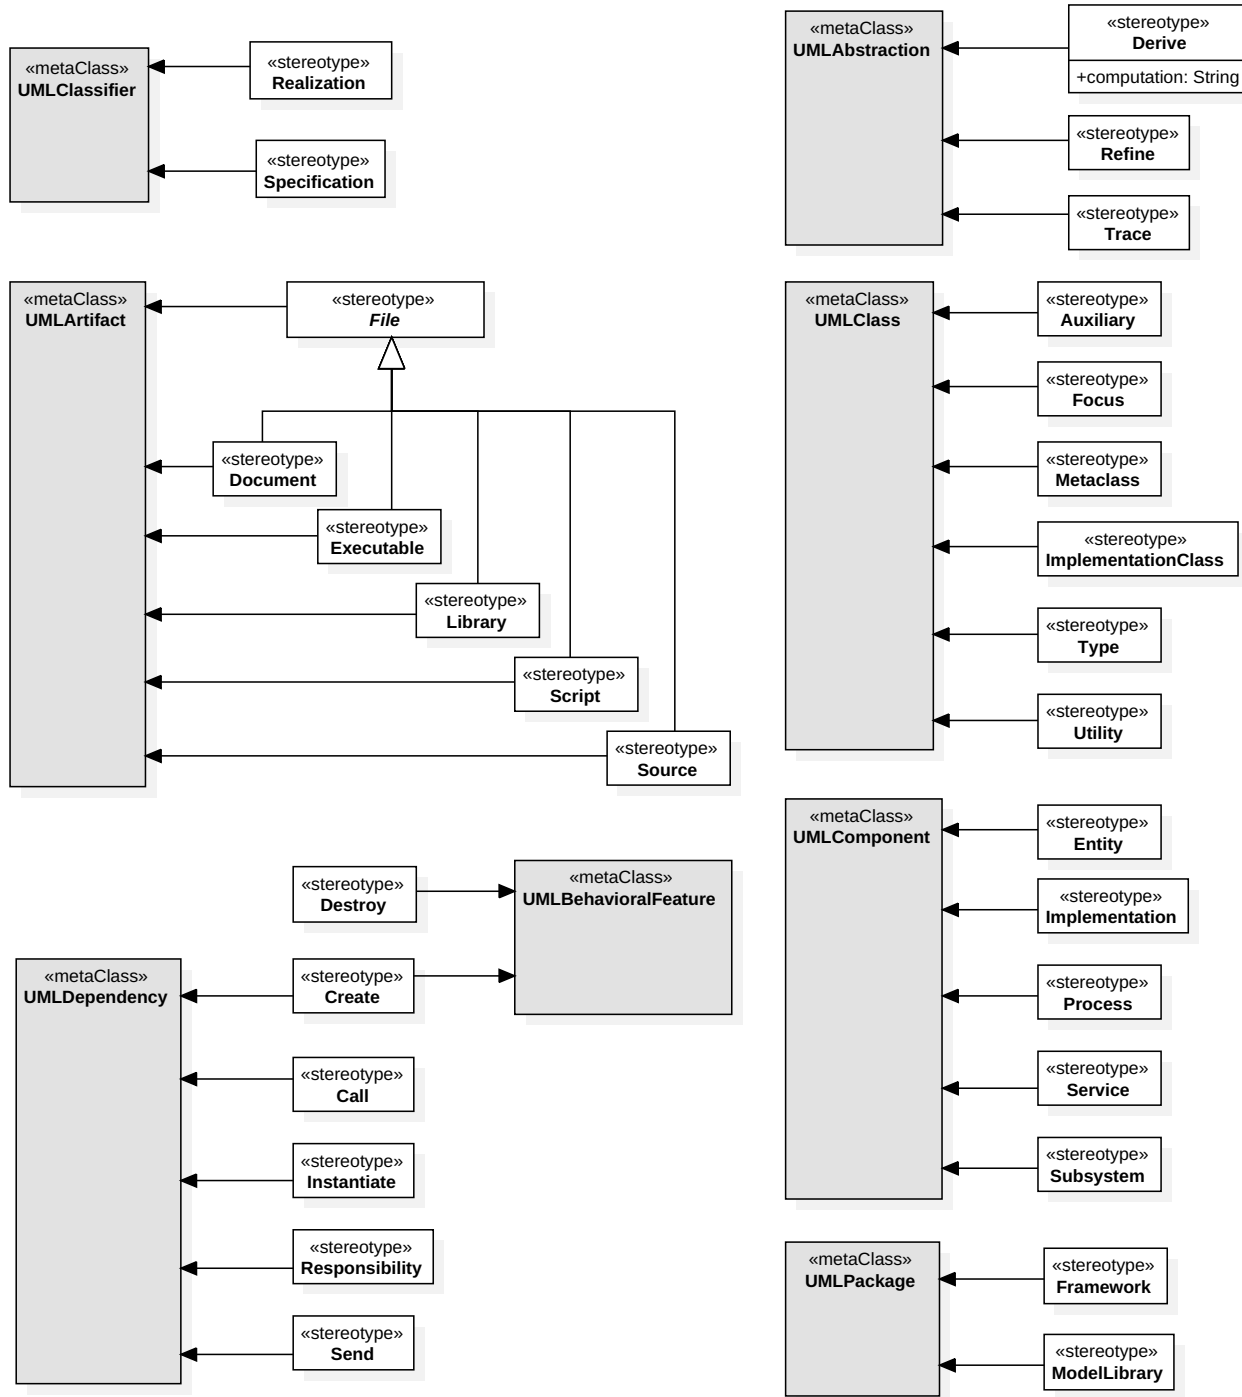 «metaClass»
UMLClassifier
«stereotype»
Realization
«stereotype»
Specification
«metaClass»
UMLAbstraction
«stereotype»
Derive
+computation: String
«stereotype»
Refine
«stereotype»
Trace
«metaClass»
UMLArtifact
«stereotype»
File
«stereotype»
Document
«stereotype»
Executable
«stereotype»
Library
«stereotype»
Script
«stereotype»
Source
«metaClass»
UMLClass
«stereotype»
Auxiliary
«stereotype»
Focus
«stereotype»
Metaclass
«stereotype»
ImplementationClass
«stereotype»
Type
«stereotype»
Utility
«stereotype»
Destroy
«metaClass»
UMLBehavioralFeature
«metaClass»
UMLDependency
«stereotype»
Create
«stereotype»
Call
«stereotype»
Instantiate
«stereotype»
Responsibility
«stereotype»
Send
«metaClass»
UMLComponent
«stereotype»
Entity
«stereotype»
Implementation
«stereotype»
Process
«stereotype»
Service
«stereotype»
Subsystem
«metaClass»
UMLPackage
«stereotype»
Framework
«stereotype»
ModelLibrary